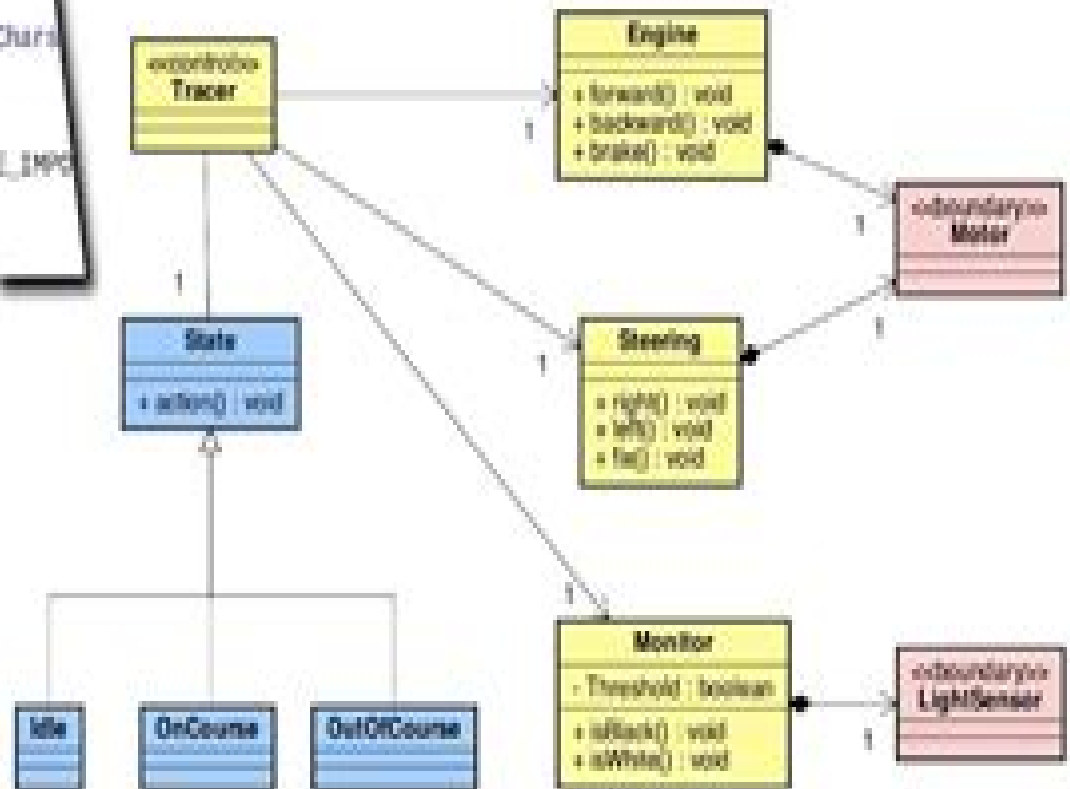 Chars
E_IMPO
<<control>>
Tracer
1
Engine
+ forward() : void
+ backward() : void
+ brake() : void
1
<<boundary>>
Motor
1
1
State
+ action() : void
1
Steering
+ right() : void
+ left() : void
+ fix() : void
1
Monitor
- Threshold : boolean
+ isBlack() : void
+ isWhite() : void
<<boundary>>
LightSensor
1
Idle
OnCourse
OutOfCourse